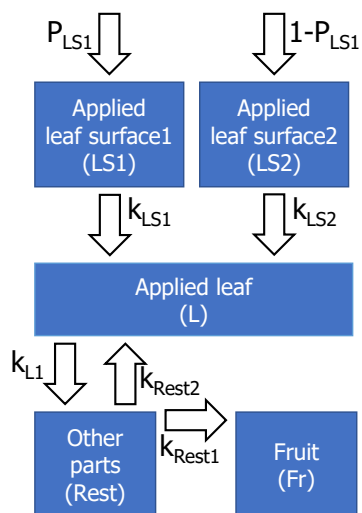 P_LS1
1-P_LS1
Applied
leaf surface1
(LS1)
Applied
leaf surface2
(LS2)
k_LS1
k_LS2
Applied leaf
(L)
k_L1
k_Rest2
k_Rest1
Other
parts
(Rest)
Fruit
(Fr)